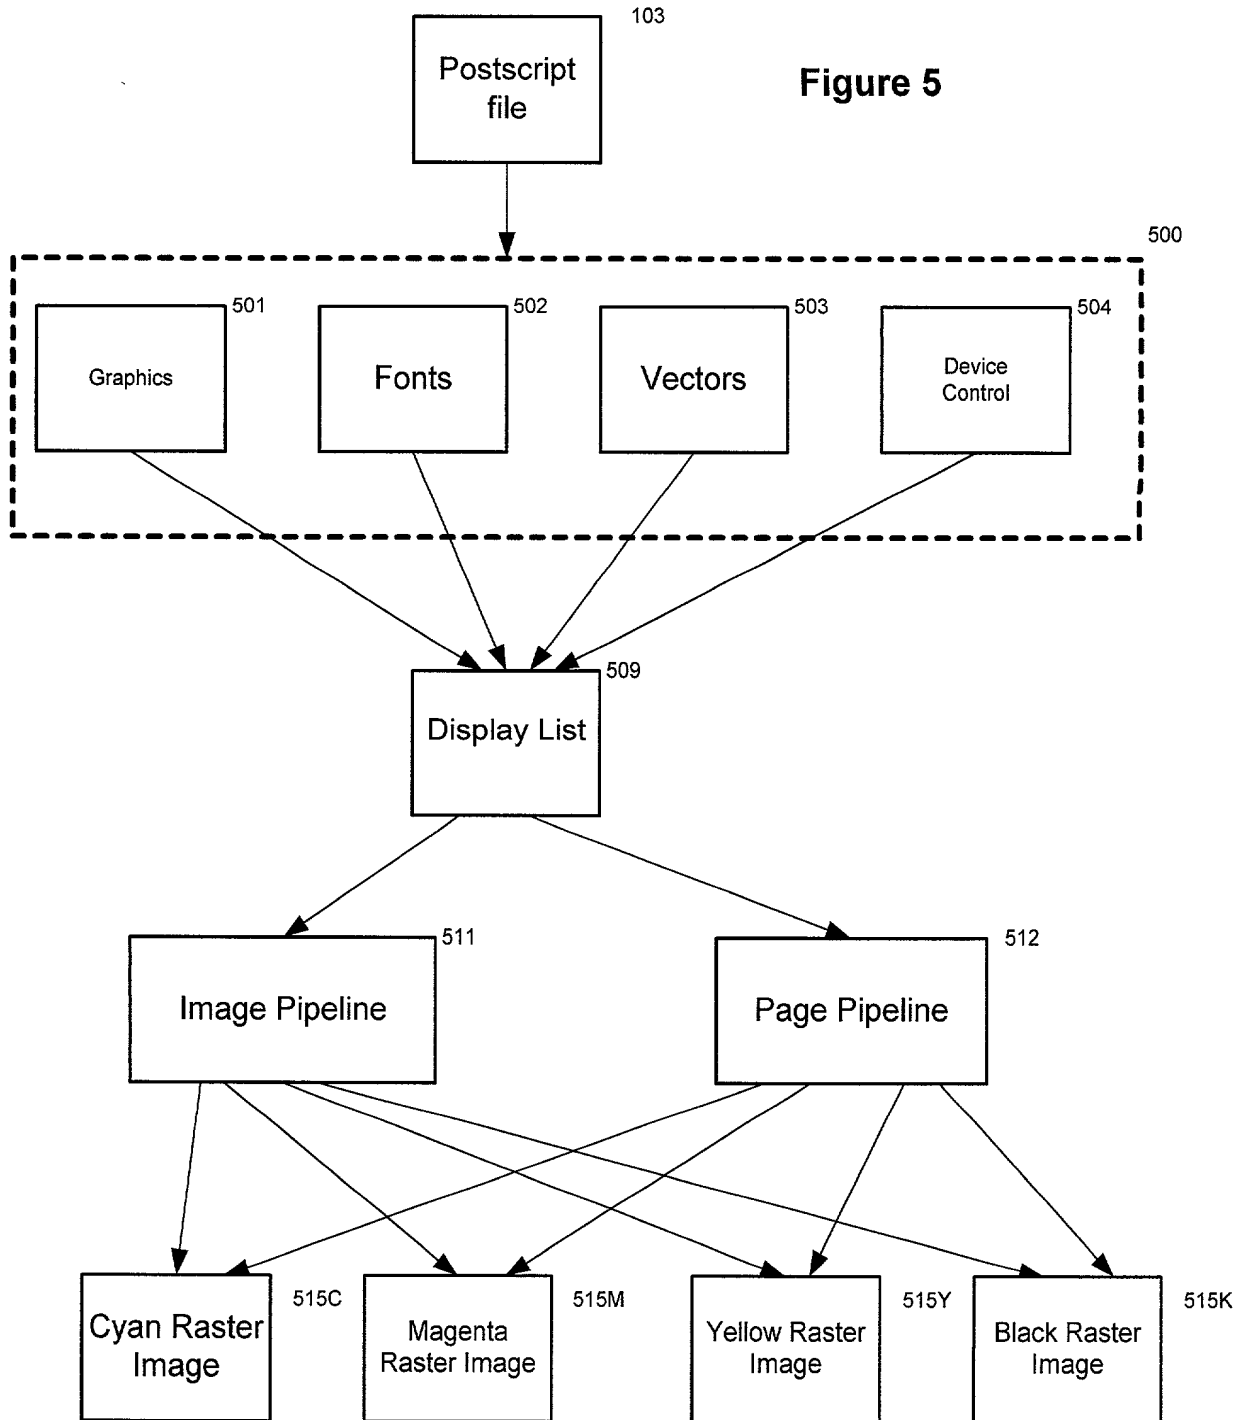 103
Postscript
file
Figure 5
500
501
502
503
504
Graphics
Fonts
Vectors
Device
Control
509
Display List
511
512
Image Pipeline
Page Pipeline
515C
515M
515Y
515K
Cyan Raster
Image
Magenta
Raster Image
Yellow Raster
Image
Black Raster
Image